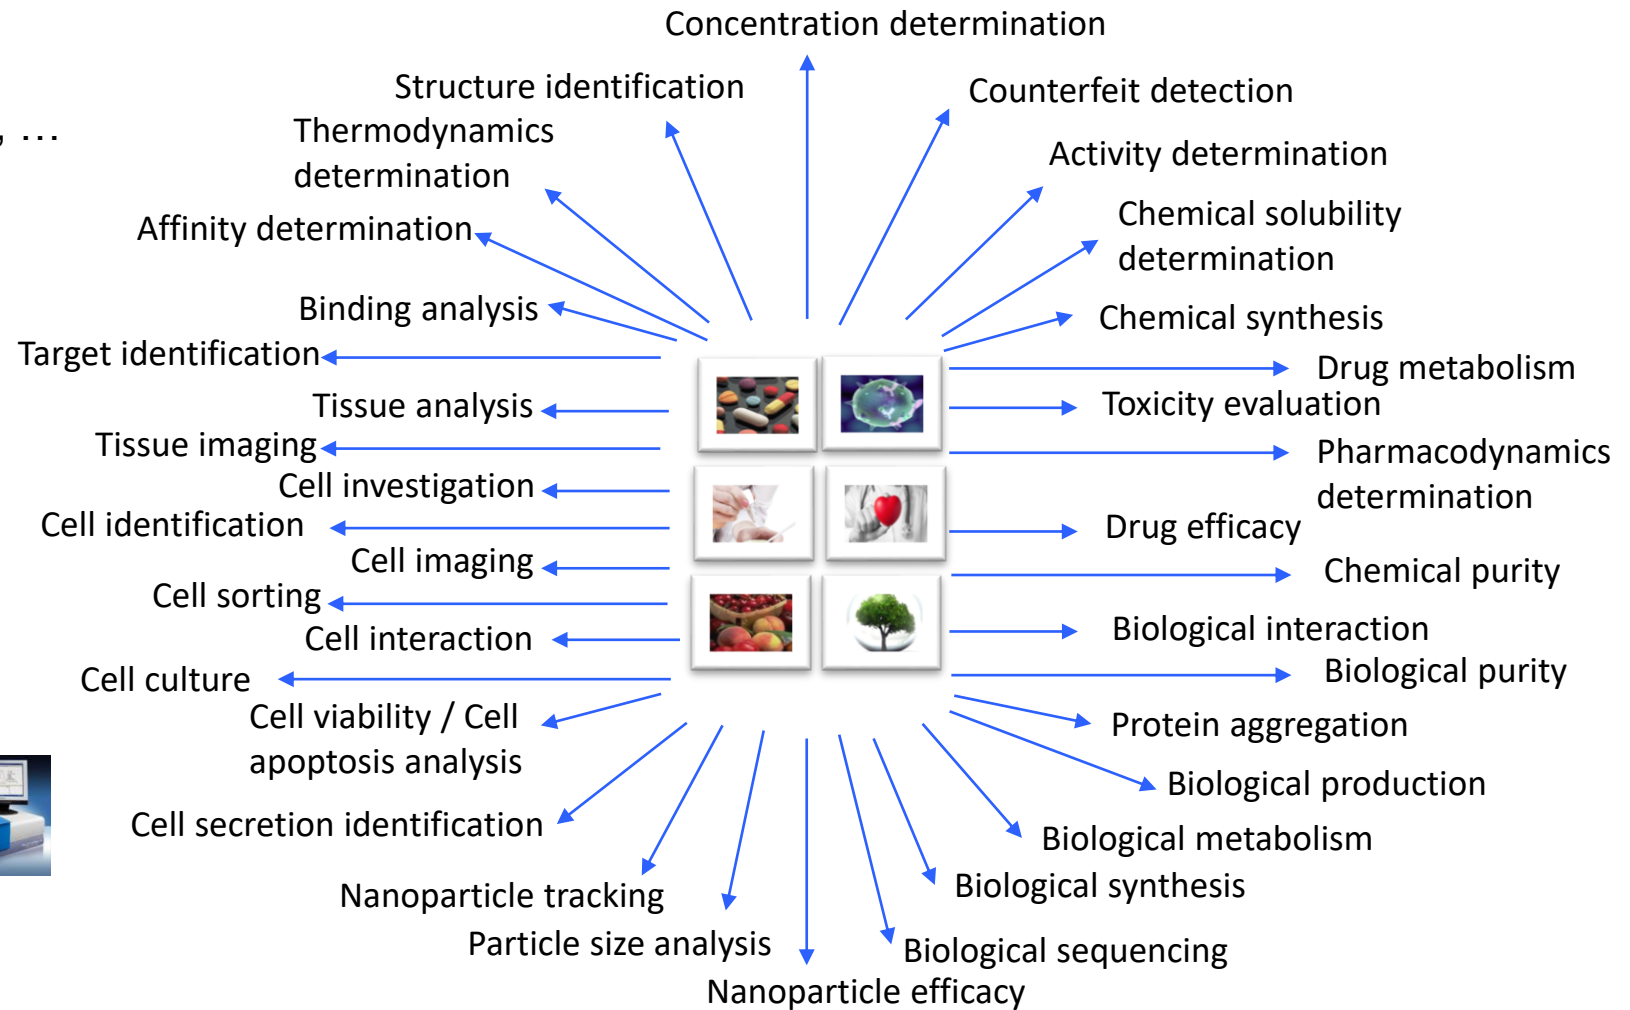 Concentration determination
Structure identification
Counterfeit detection
, ...
Thermodynamics
determination
Activity determination
Affinity determination
Chemical solubility
determination
Binding analysis
Chemical synthesis
Target identification
Drug metabolism
Tissue analysis
Toxicity evaluation
Tissue imaging
Pharmacodynamics
determination
Cell investigation
Cell identification
Drug efficacy
Cell imaging
Chemical purity
Cell sorting
Cell interaction
Biological interaction
Cell culture
Biological purity
Cell viability / Cell
apoptosis analysis
Protein aggregation
Biological production
Cell secretion identification
Biological metabolism
Nanoparticle tracking
Biological synthesis
Particle size analysis
Biological sequencing
Nanoparticle efficacy